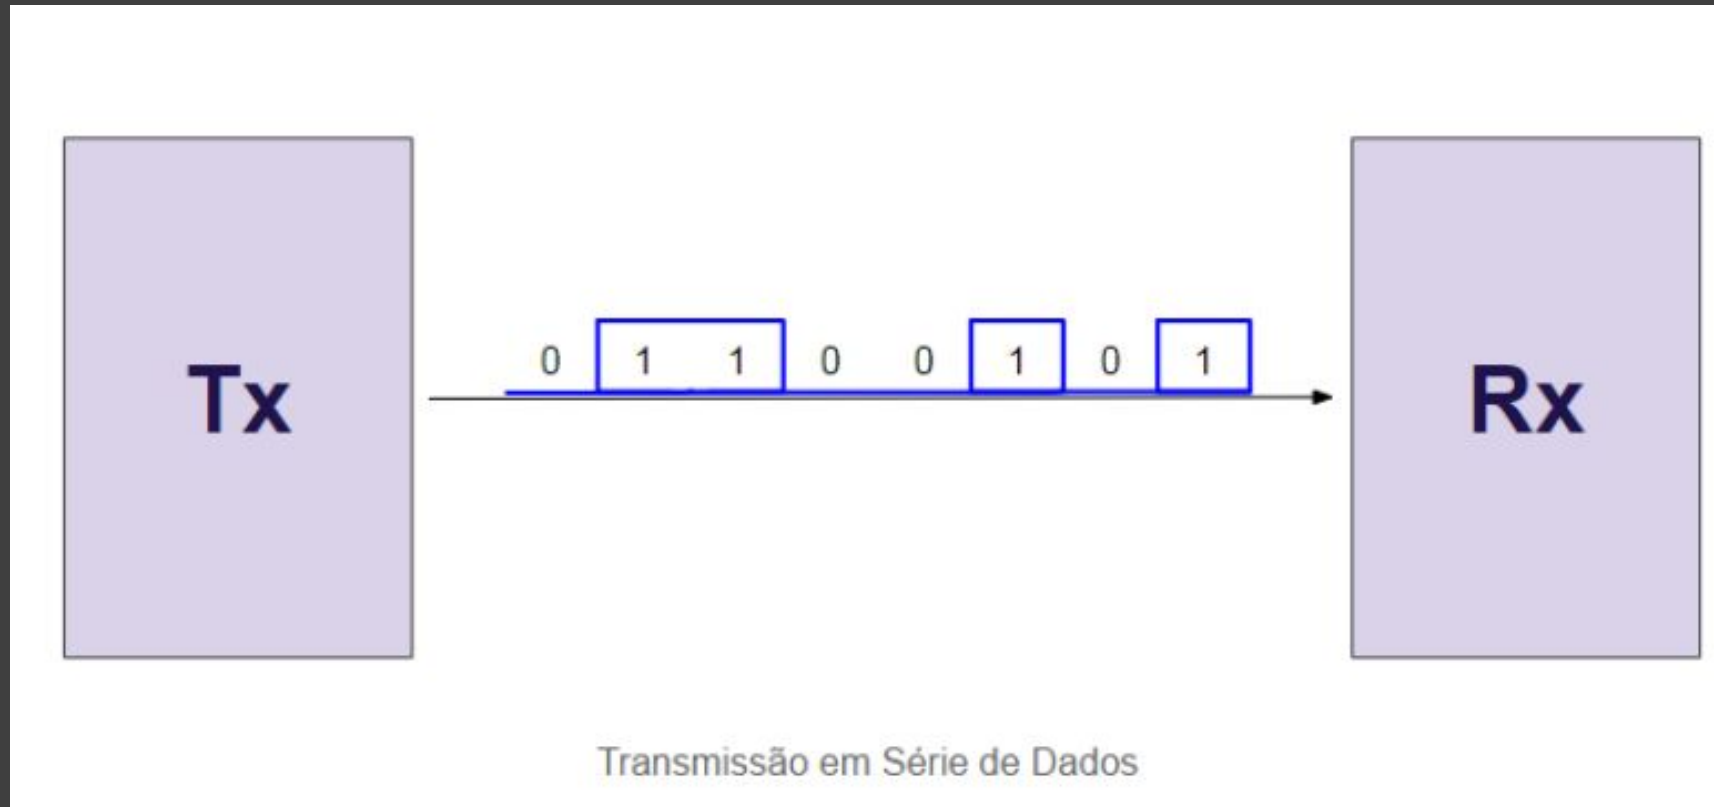 0 1 1 0 0 1 0 1
Tx
Rx
Transmissão em Série de Dados